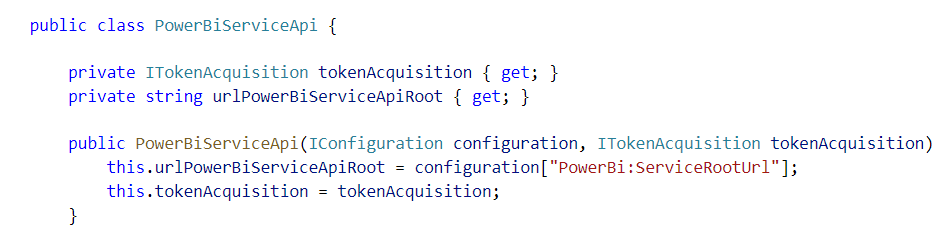 public class PowerBiServiceApi {
private ITokenAcquisition tokenAcquisition { get; }
private string urlPowerBiServiceApiRoot { get; }
public PowerBiServiceApi(IConfiguration configuration, ITokenAcquisition tokenAcquisition)
this.urlPowerBiServiceApiRoot = configuration["PowerBi:ServiceRootUrl"];
this.tokenAcquisition = tokenAcquisition;
}